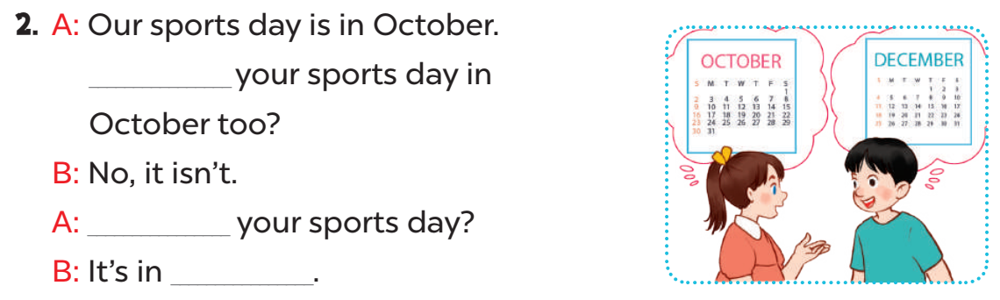 2. A: Our sports day is in October.
___________ your sports day in
October too?
B: No, it isn't.
A: ___________ your sports day?
B: It's in ___________.
OCTOBER
S M T W T F S
1
2 3 4 5 6 7 8
9 10 11 12 13 14 15
16 17 18 19 20 21 22
23 24 25 26 27 28 29
30 31
DECEMBER
S M T W T F S
1 2 3
4 5 6 7 8 9 10
11 12 13 14 15 16 17
18 19 20 21 22 23 24
25 26 27 28 29 30 31